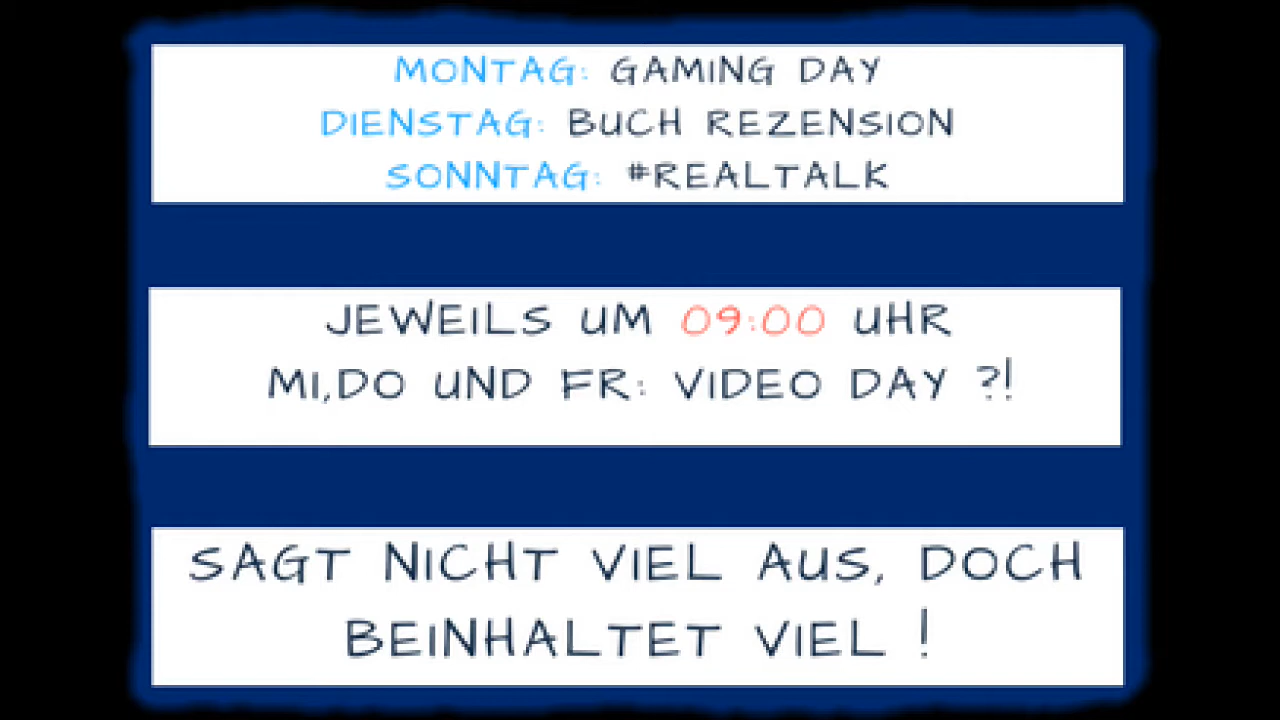 MONTAG: GAMING DAY
DIENSTAG: BUCH REZENSION
SONNTAG: #REALTALK
JEWEILS UM 09:00 UHR
MI,DO UND FR: VIDEO DAY ?!
SAGT NICHT VIEL AUS, DOCH
BEINHALTET VIEL !